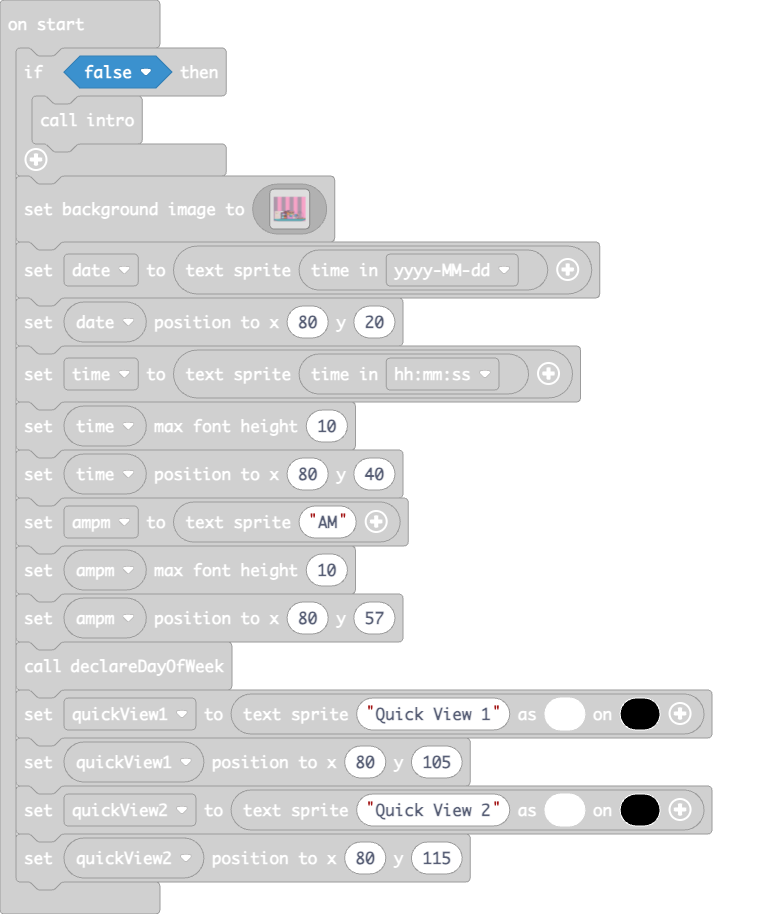 on start
if false then
call intro
set background image to
set date to text sprite time in yyyy-MM-dd
set date position to x 80 y 20
set time to text sprite time in hh:mm:ss
set time max font height 10
set time position to x 80 y 40
set ampm to text sprite "AM"
set ampm max font height 10
set ampm position to x 80 y 57
call declareDayOfWeek
set quickView1 to text sprite "Quick View 1" as on
set quickView1 position to x 80 y 105
set quickView2 to text sprite "Quick View 2" as on
set quickView2 position to x 80 y 115